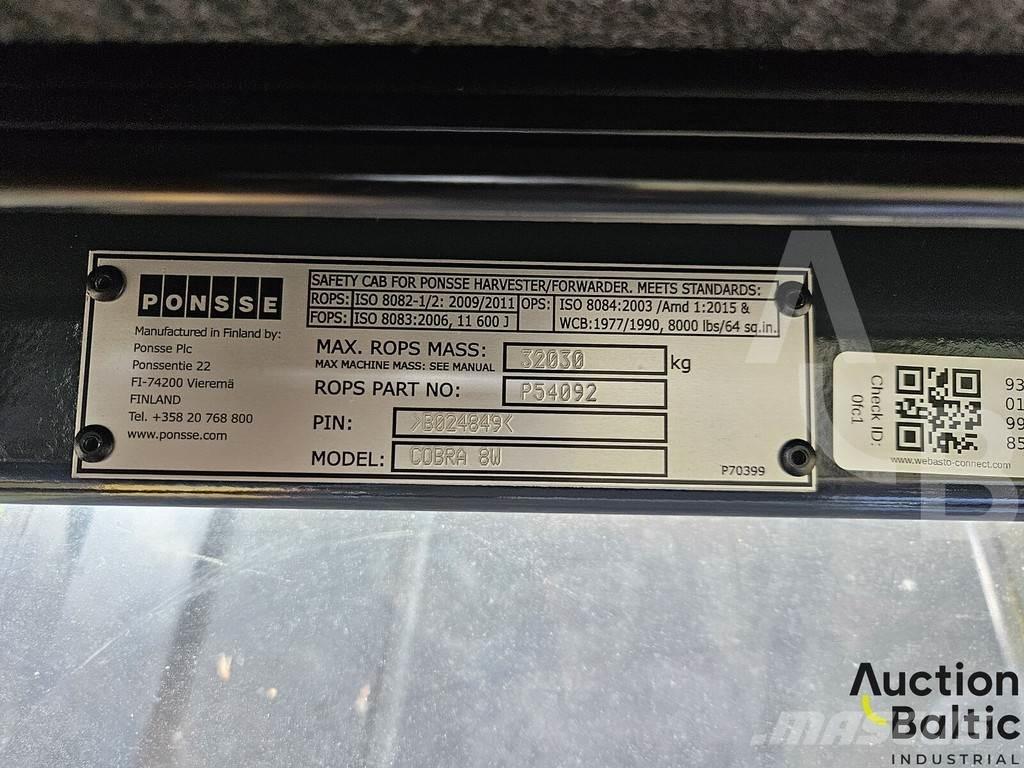 PONSSE
Manufactured in Finland by:
Ponsse Plc
Ponssentie 22
FI-74200 Vieremä
FINLAND
Tel. +358 20 768 800
www.ponsse.com
SAFETY CAB FOR PONSSE HARVESTER/FORWARDER. MEETS STANDARDS:
ROPS: ISO 8082-1/2: 2009/2011
FOPS: ISO 8083:2006, 11 600 J
OPS: ISO 8084:2003 /Amd 1:2015 &
WCB:1977/1990, 8000 lbs/64 sq.in.
MAX. ROPS MASS: 32030 kg
MAX MACHINE MASS: SEE MANUAL
ROPS PART NO: P54092
PIN: >B024849<
MODEL: COBRA 8W
P70399
Check ID:
0fc1
93
01
99
85
www.webasto-connect.com
AB
Auction
Baltic
INDUSTRIAL